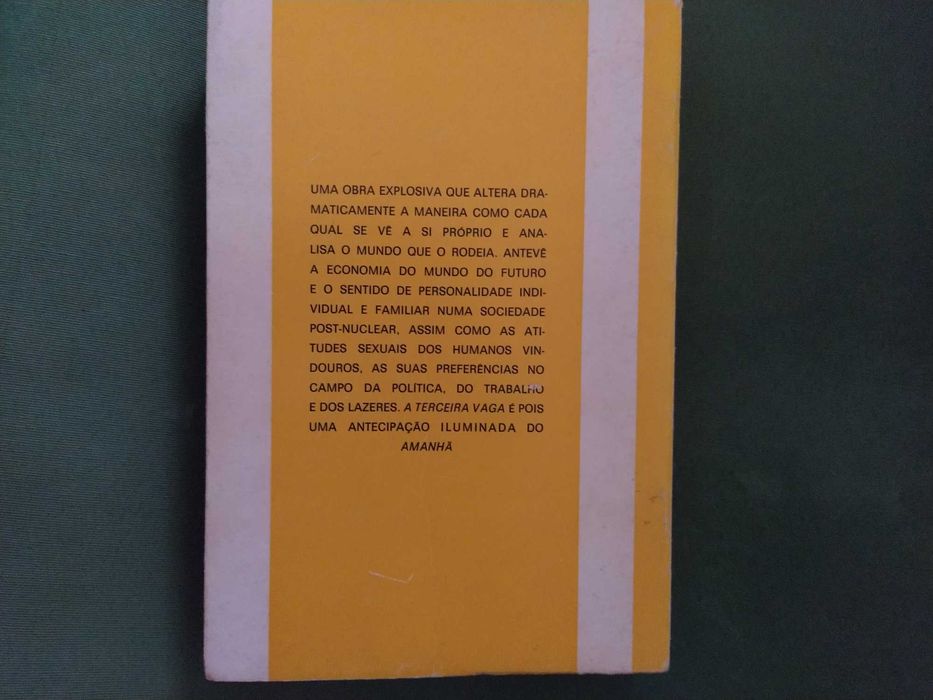 UMA OBRA EXPLOSIVA QUE ALTERA DRA-
MATICAMENTE A MANEIRA COMO CADA
QUAL SE VÊ A SI PRÓPRIO E ANA-
LISA O MUNDO QUE O RODEIA. ANTEVÊ
A ECONOMIA DO MUNDO DO FUTURO
E O SENTIDO DE PERSONALIDADE INDI-
VIDUAL E FAMILIAR NUMA SOCIEDADE
POST-NUCLEAR, ASSIM COMO AS ATI-
TUDES SEXUAIS DOS HUMANOS VIN-
DOUROS, AS SUAS PREFERÊNCIAS NO
CAMPO DA POLÍTICA, DO TRABALHO
E DOS LAZERES. A TERCEIRA VAGA É POIS
UMA ANTECIPAÇÃO ILUMINADA DO
AMANHÃ